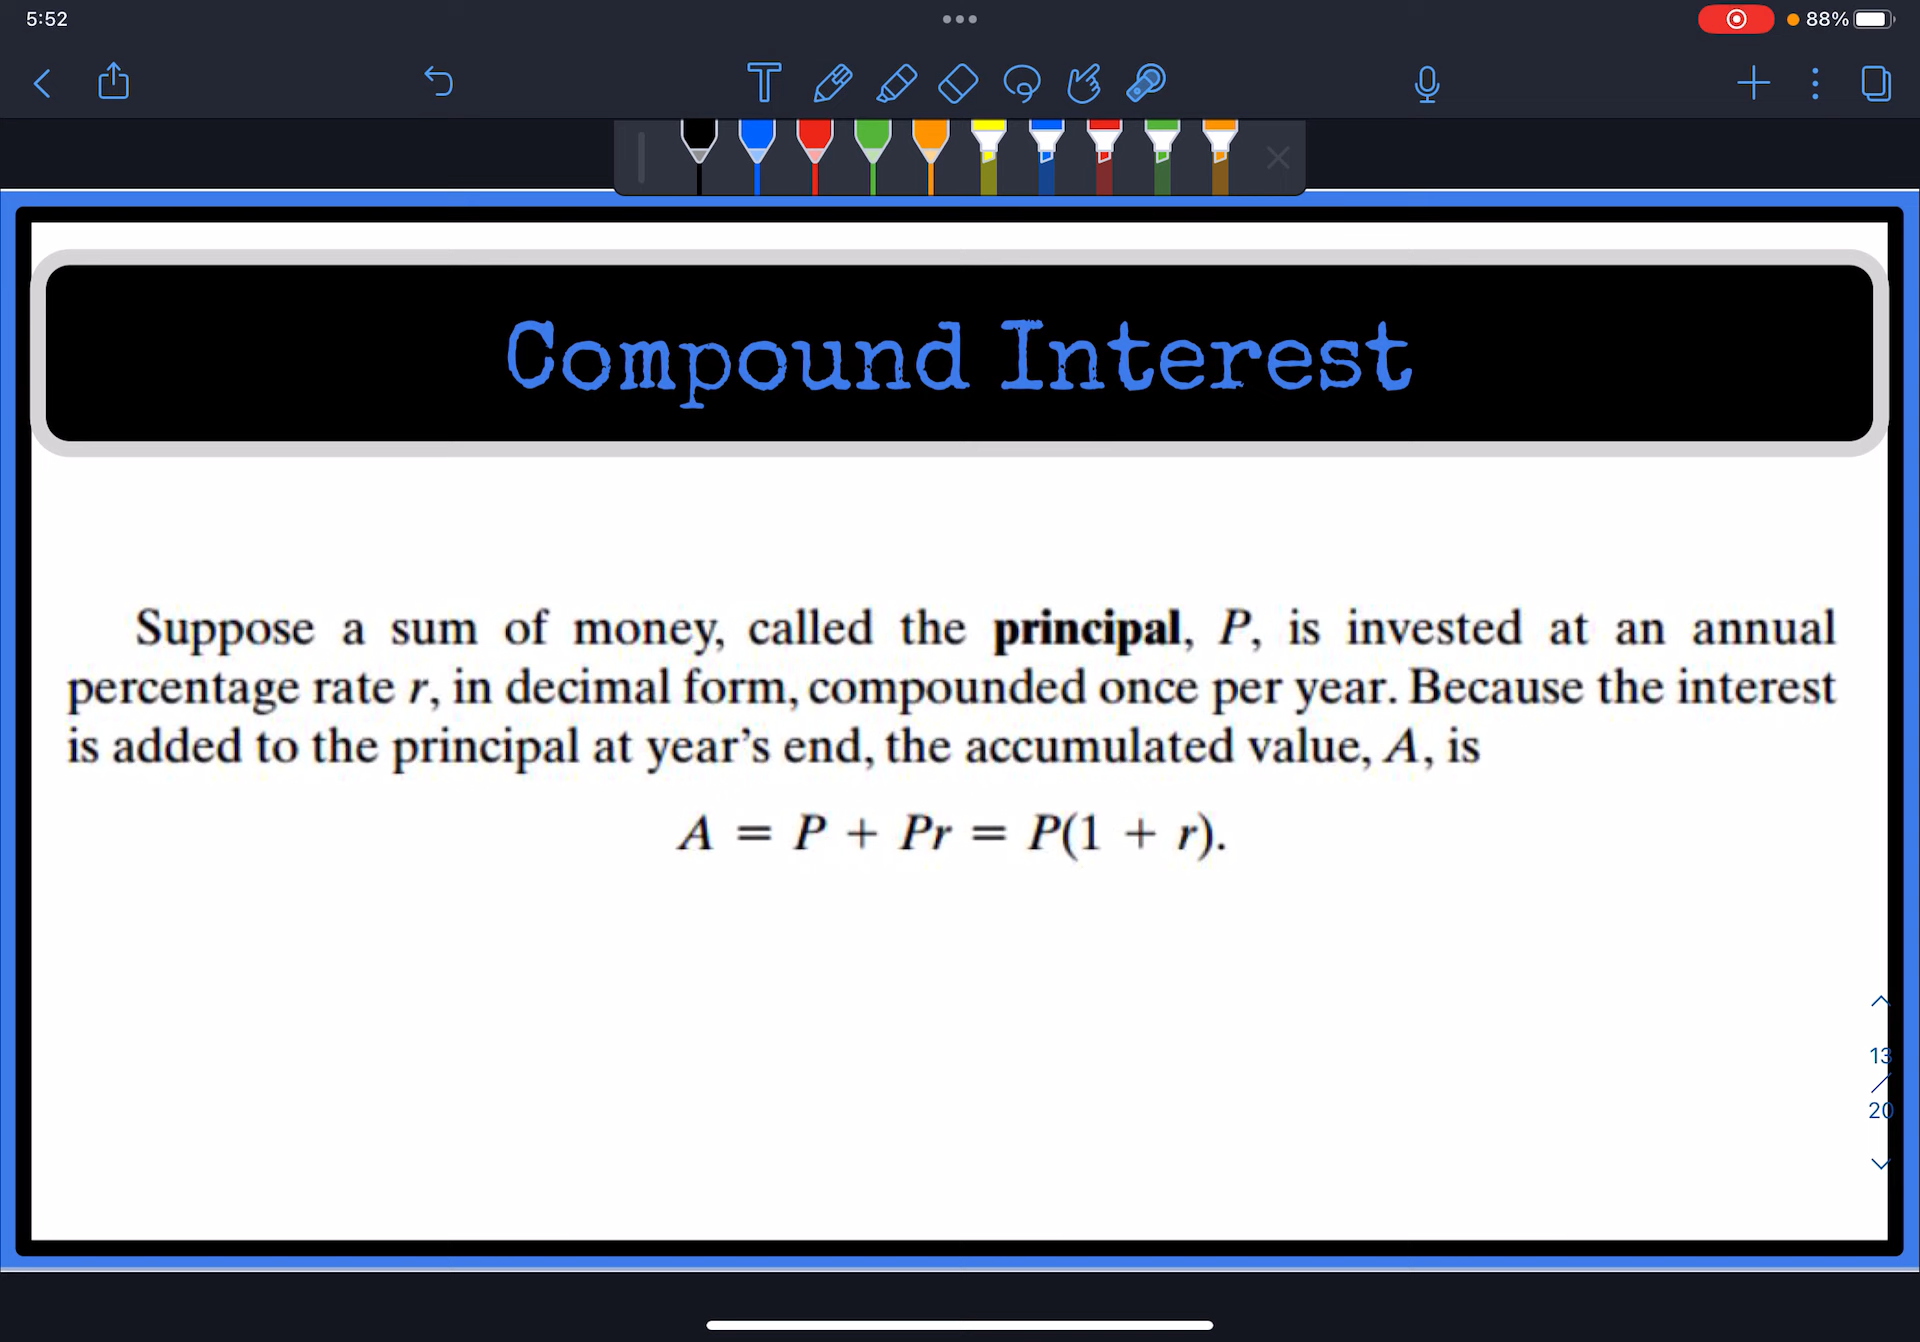 5:52
88%
Compound Interest
Suppose a sum of money, called the principal, P, is invested at an annual
percentage rate r, in decimal form, compounded once per year. Because the interest
is added to the principal at year's end, the accumulated value, A, is
A = P + Pr = P(1 + r).
13
/
20